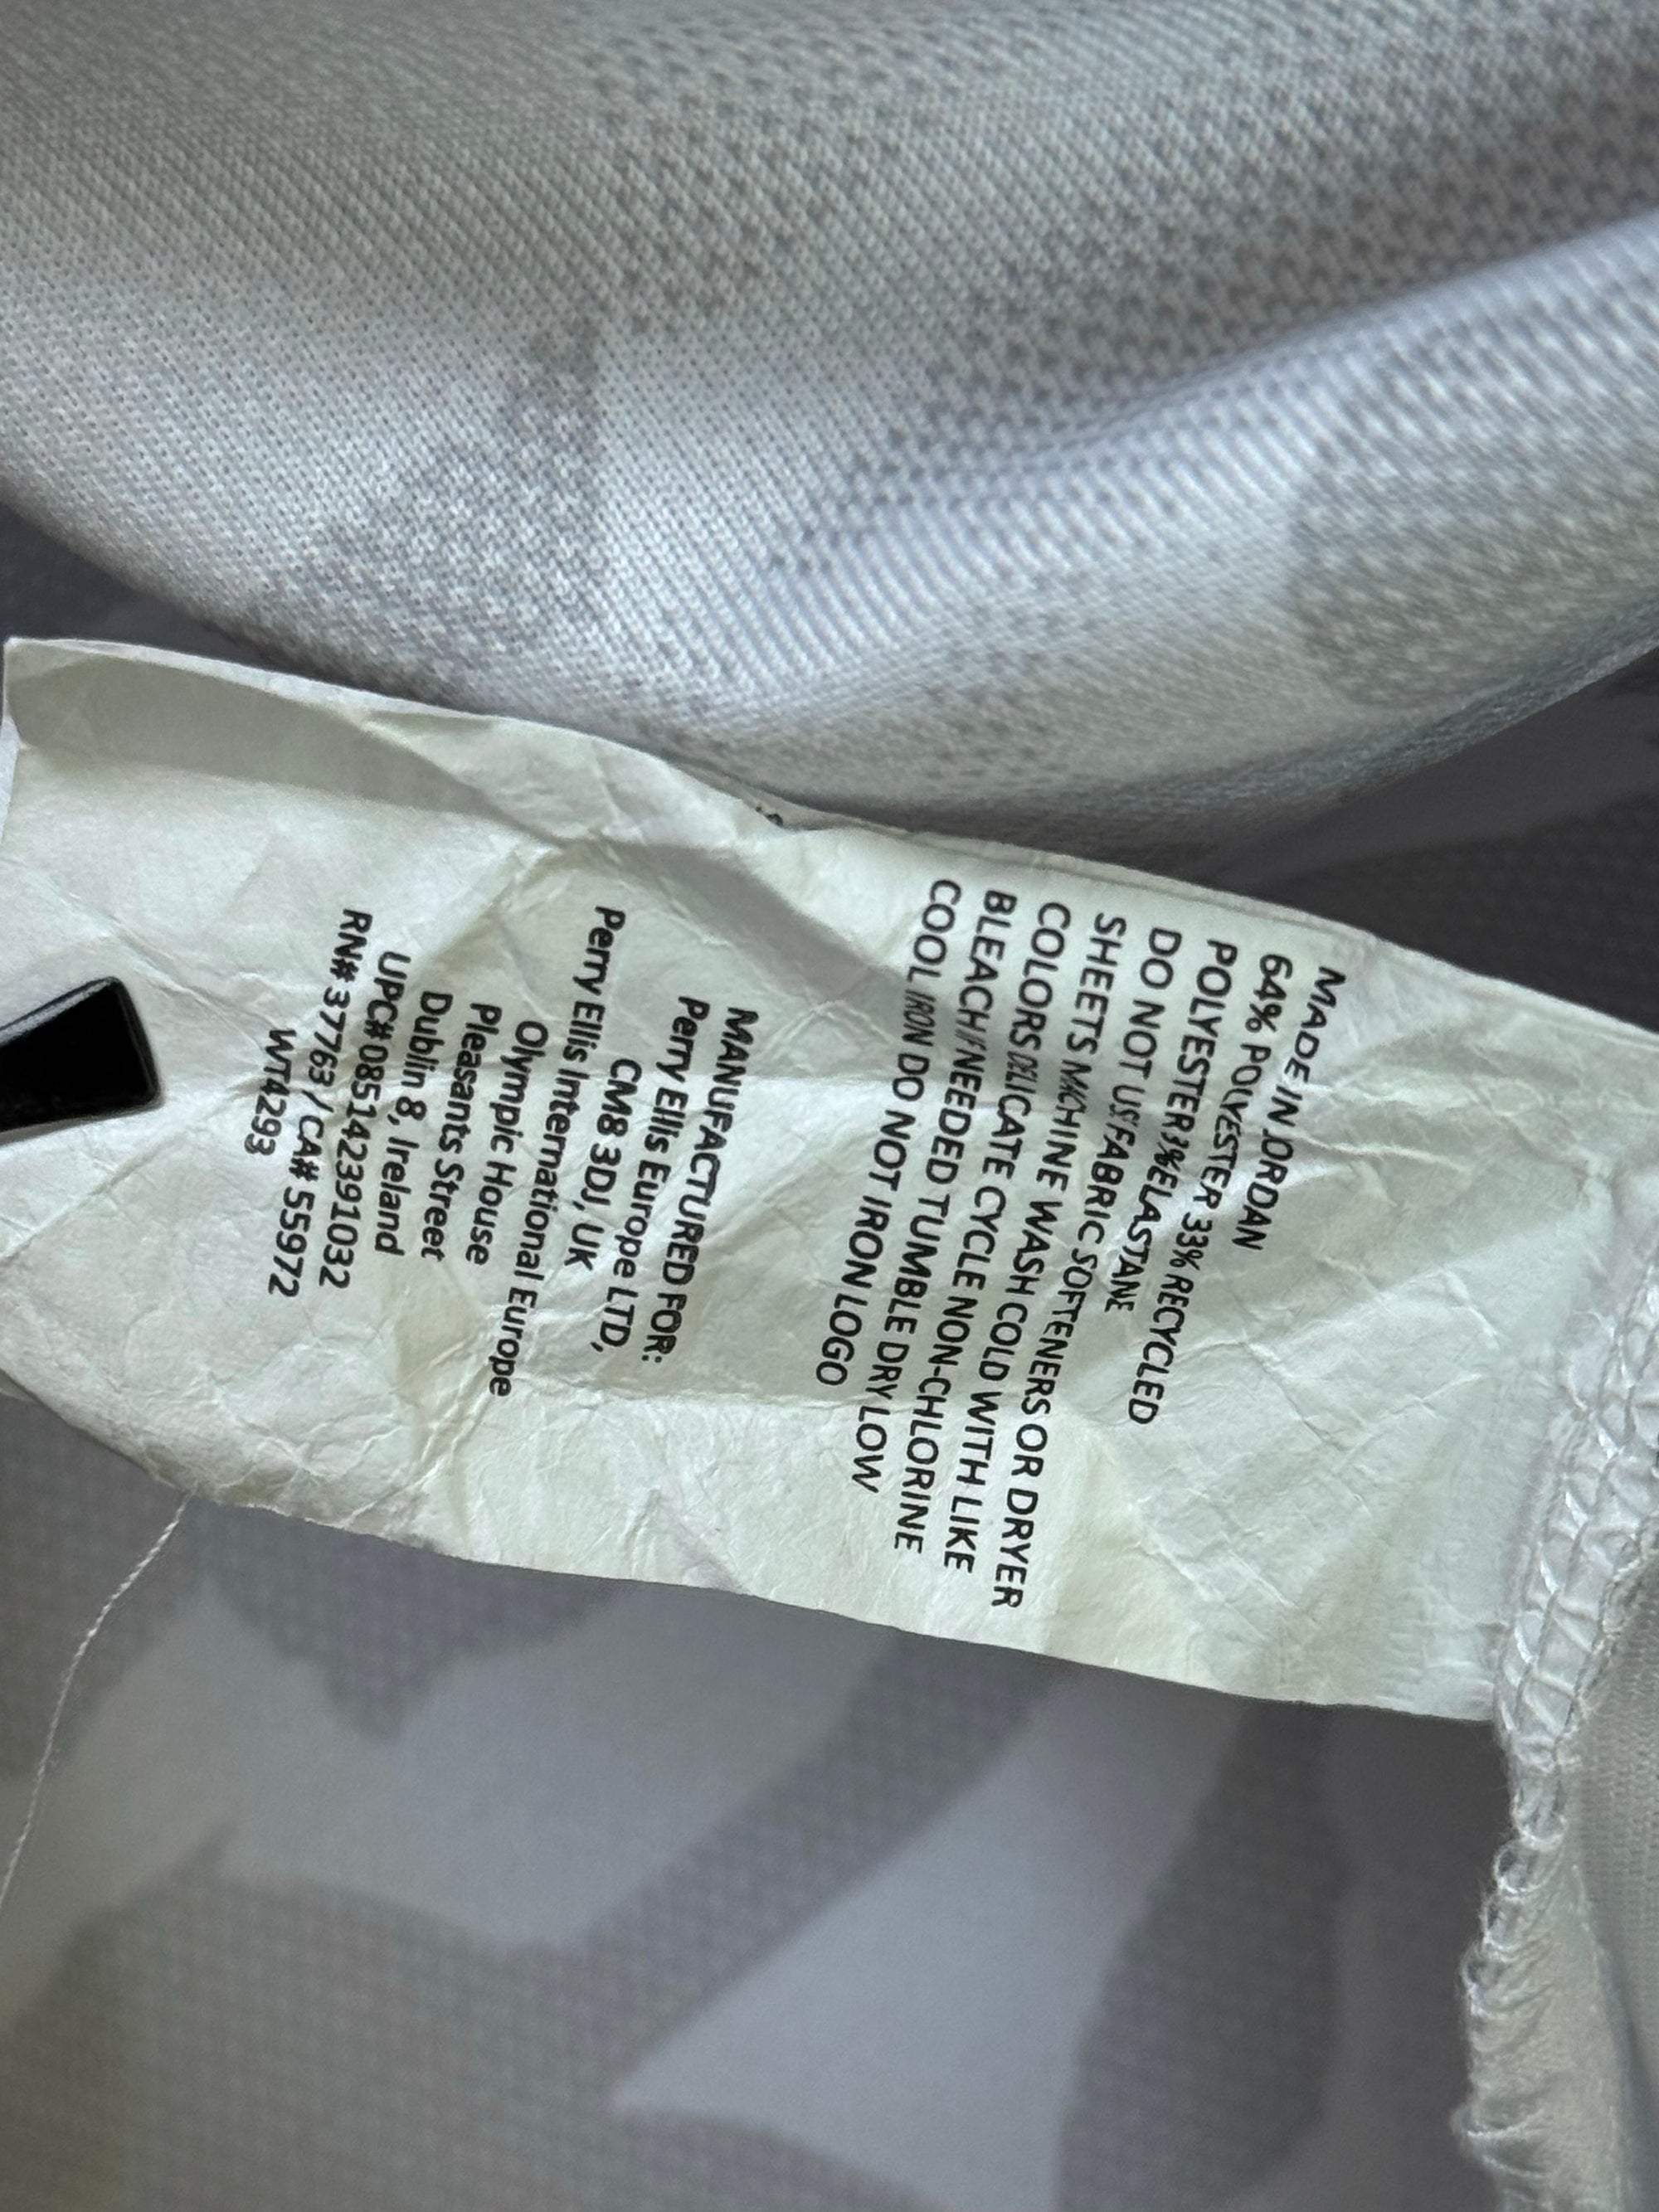 MADE IN JORDAN
64% POLYESTER 33% RECYCLED
POLYESTER 3% ELASTANE
DO NOT USE FABRIC SOFTENERS OR DRYER
SHEETS MACHINE WASH COLD WITH LIKE
COLORS DELICATE CYCLE NON-CHLORINE
BLEACH IF NEEDED TUMBLE DRY LOW
COOL IRON DO NOT IRON LOGO
MANUFACTURED FOR:
Perry Ellis Europe LTD,
CM8 3DJ, UK
Perry Ellis International Europe
Olympic House
Pleasants Street
Dublin 8, Ireland
UPC# 085142391032
RN# 37763 / CA# 55972
WT4293